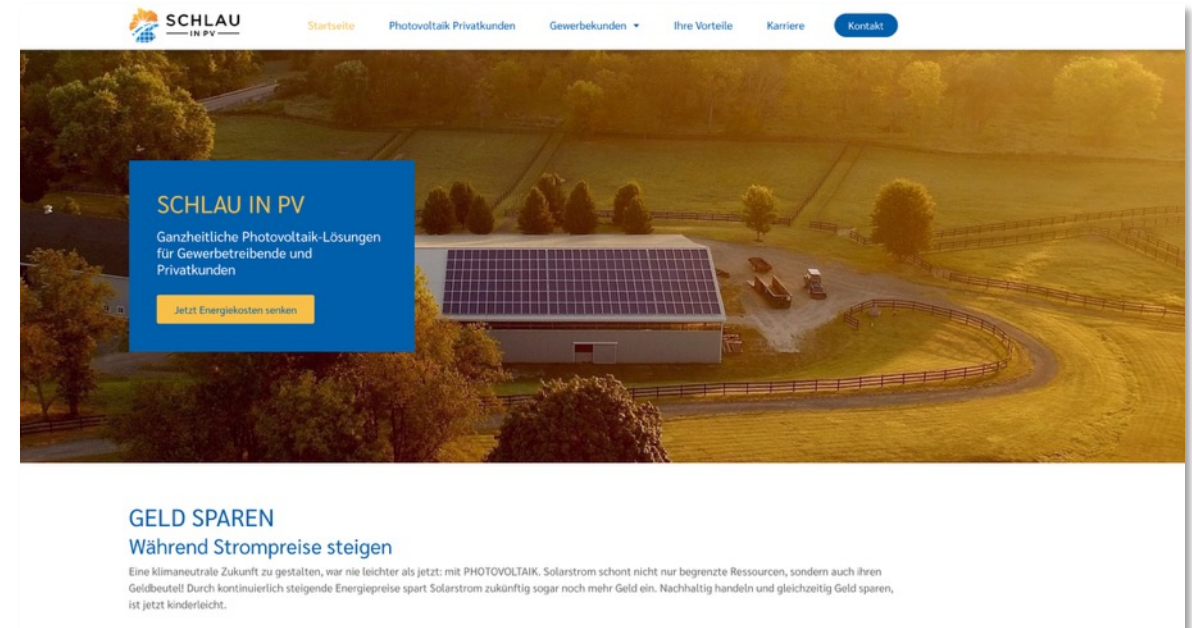 SCHLAU
IN PV
Startseite
Photovoltaik Privatkunden
Gewerbekunden
Ihre Vorteile
Karriere
Kontakt
SCHLAU IN PV
Ganzheitliche Photovoltaik-Lösungen
für Gewerbetreibende und
Privatkunden
Jetzt Energiekosten senken
GELD SPAREN
Während Strompreise steigen
Eine klimaneutrale Zukunft zu gestalten, war nie leichter als jetzt: mit PHOTOVOLTAIK. Solarstrom schont nicht nur begrenzte Ressourcen, sondern auch ihren
Geldbeutel! Durch kontinuierlich steigende Energiepreise spart Solarstrom zukünftig sogar noch mehr Geld ein. Nachhaltig handeln und gleichzeitig Geld sparen,
ist jetzt kinderleicht.